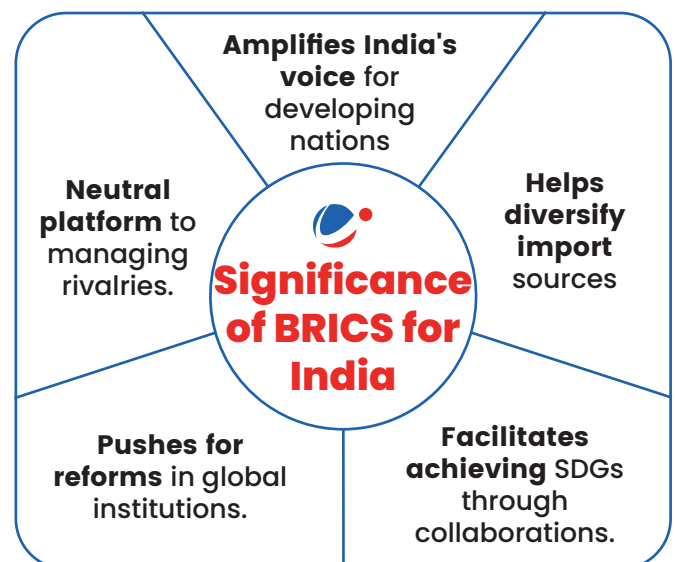 Amplifies India's
voice for
developing
nations
Neutral
platform to
managing
rivalries.
Helps
diversify
import
sources
Significance
of BRICS for
India
Pushes for
reforms in global
institutions.
Facilitates
achieving SDGs
through
collaborations.